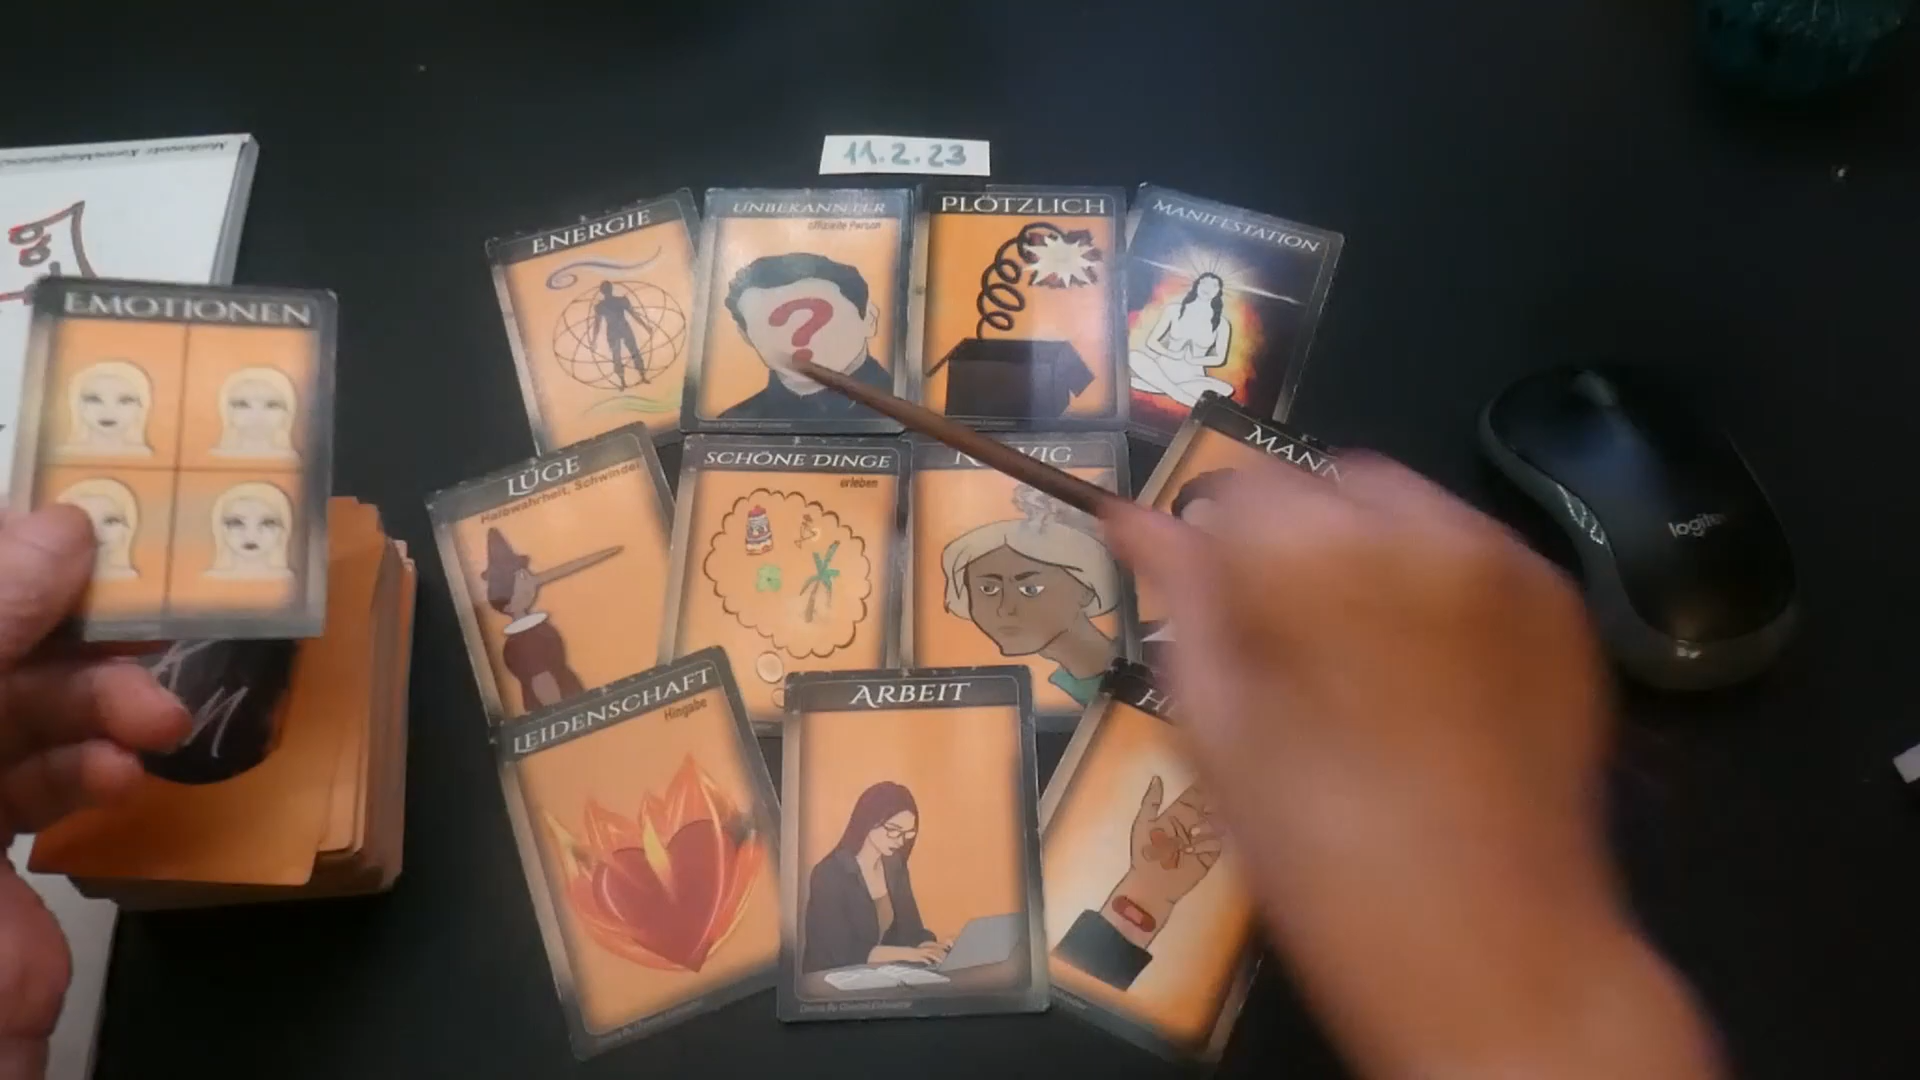 11.2.23
ENERGIE
UNBEKANNTER
offizielle Person
PLÖTZLICH
MANIFESTATION
EMOTIONEN
LÜGE
Halbwahrheit, Schwindel
SCHÖNE DINGE
erleben
MANN
LEIDENSCHAFT
Hingabe
ARBEIT
logitech